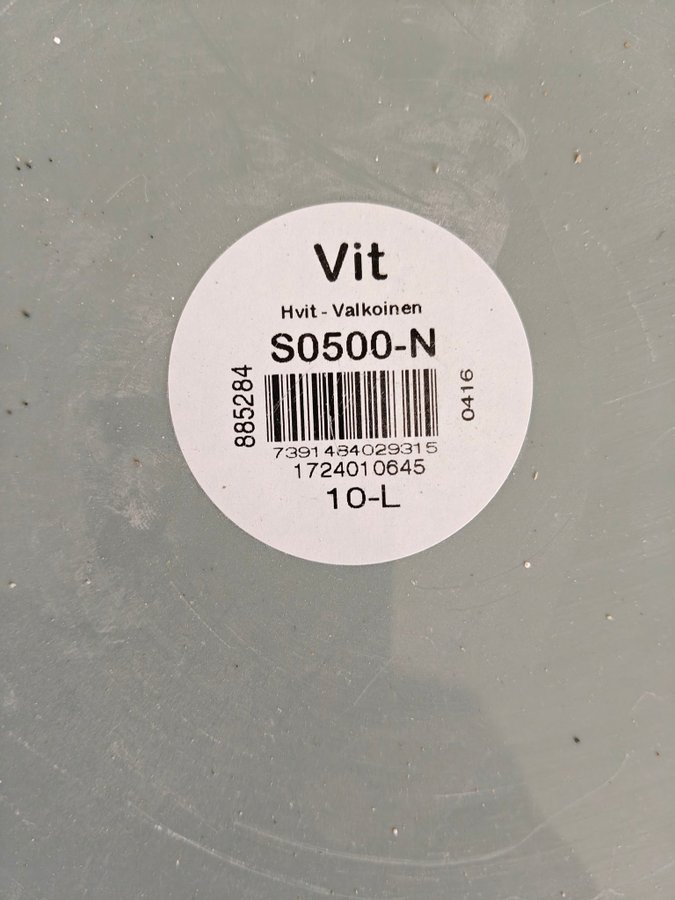 Vit
Hvit - Valkoinen
S0500-N
885284
0416
7391484029315
1724010645
10-L